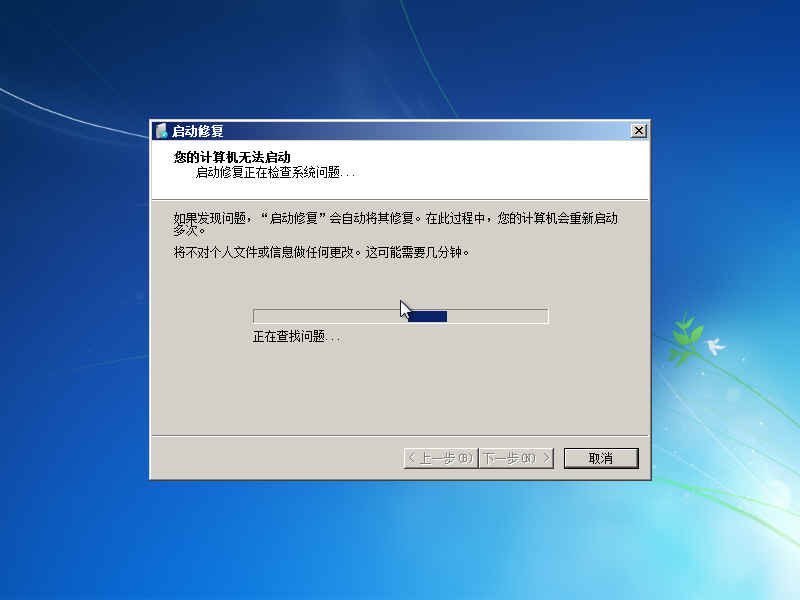 启动修复
您的计算机无法启动
启动修复正在检查系统问题...
如果发现问题，“启动修复”会自动将其修复。在此过程中，您的计算机会重新启动
多次。
将不对个人文件或信息做任何更改。这可能需要几分钟。
正在查找问题...
< 上一步(B) 下一步(N) > 取消